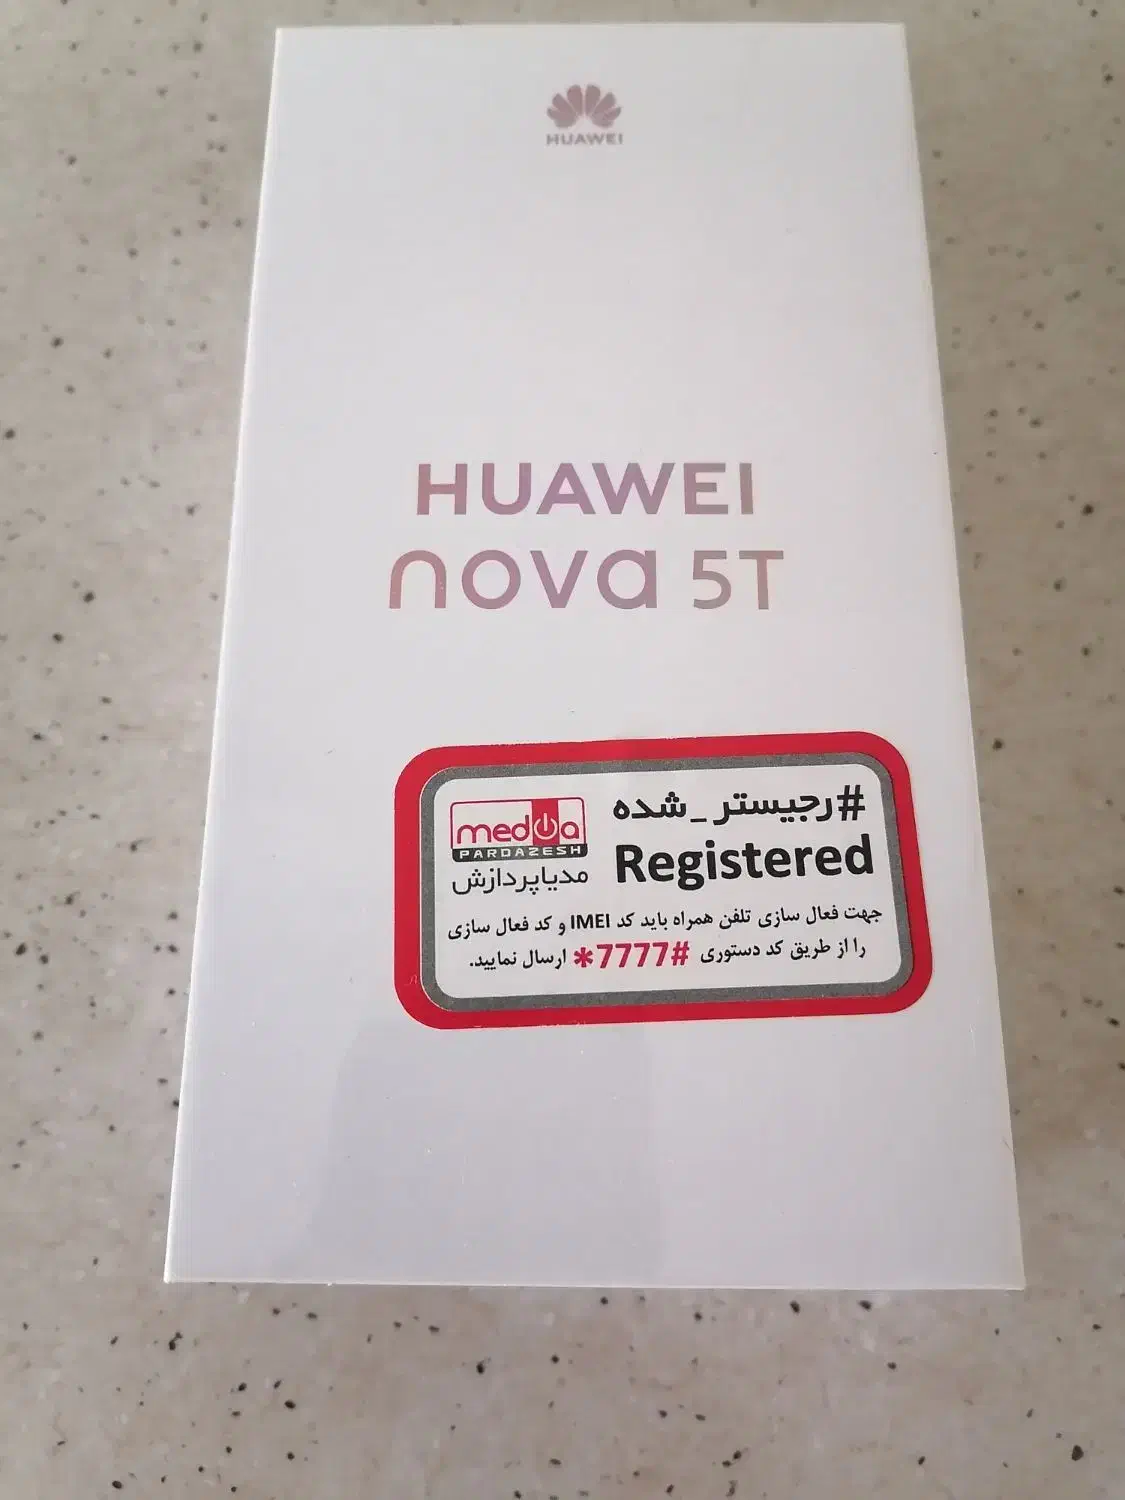 HUAWEI
HUAWEI
nova 5T
#رجیستر_شده
media
PARDAZESH
Registered
مدیاپردازش
جهت فعال سازی تلفن همراه باید کد IMEI و کد فعال سازی
را از طریق کد دستوری *7777# ارسال نمایید.